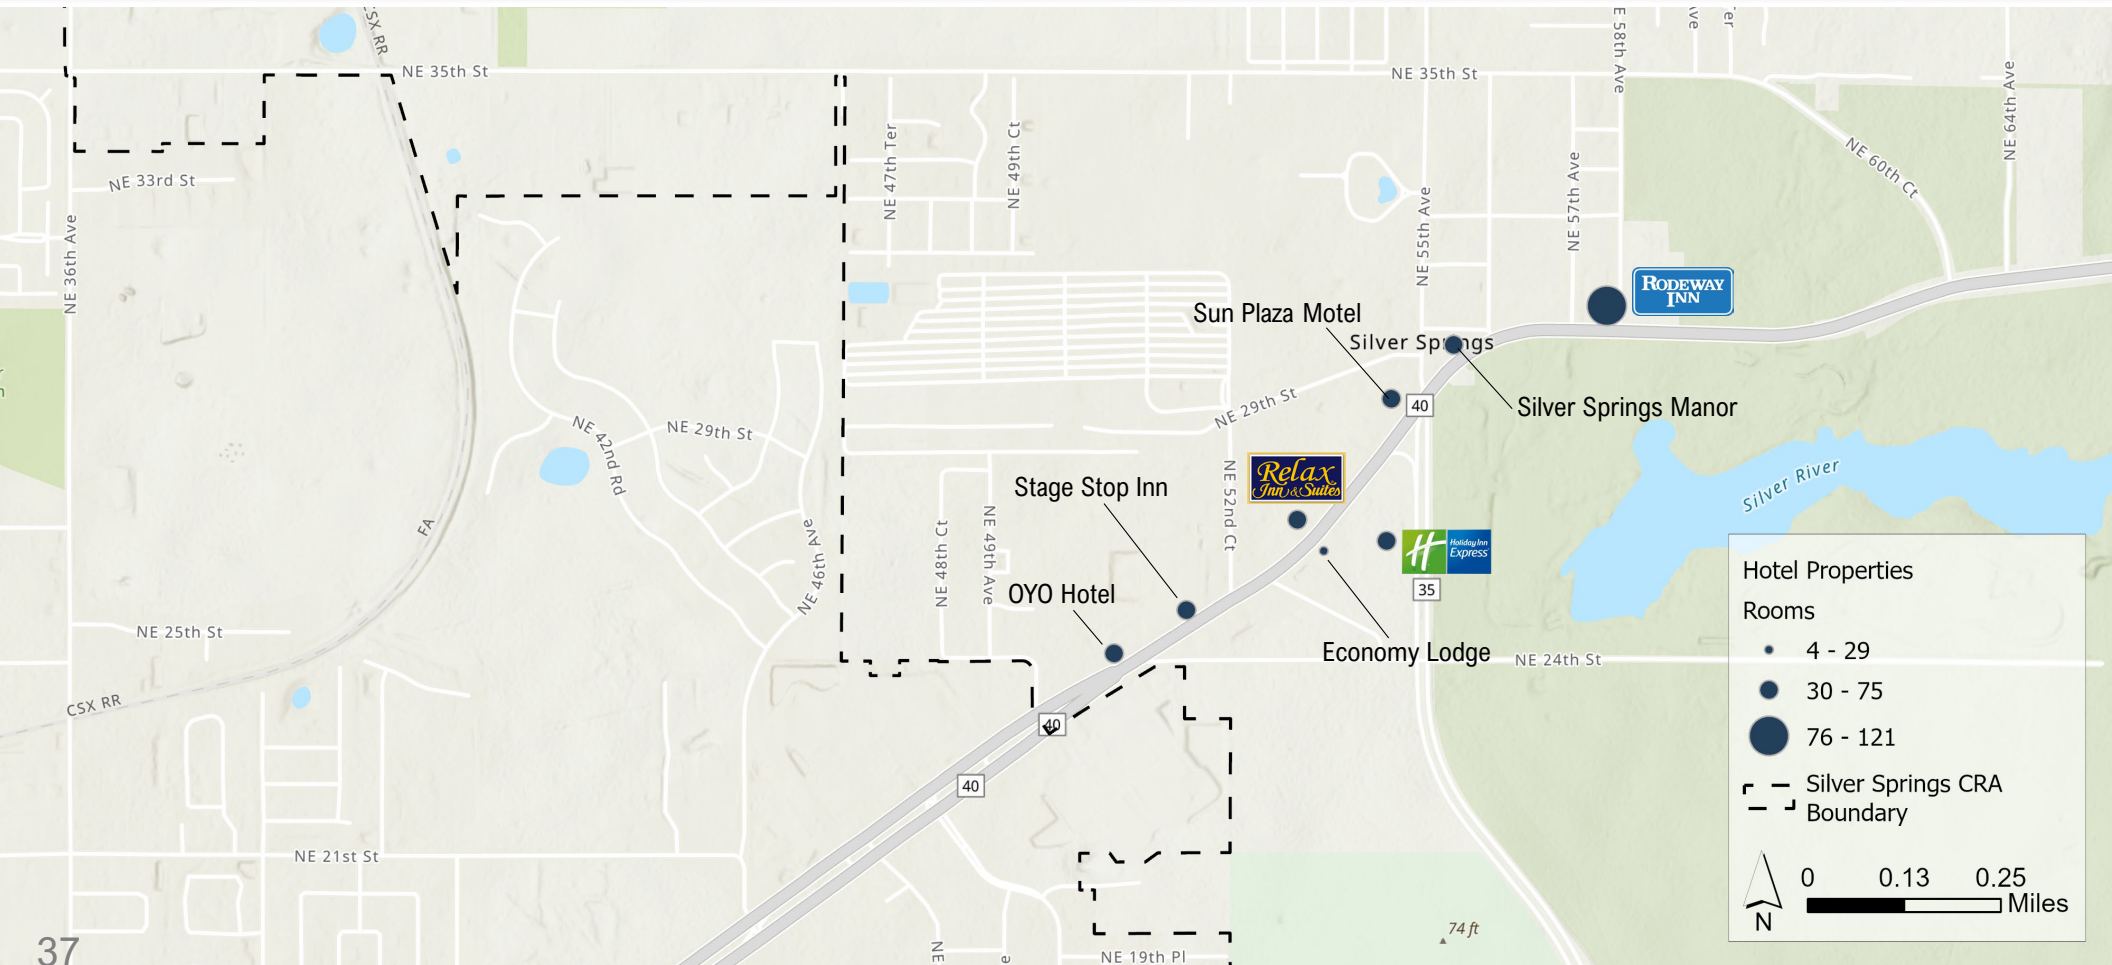 CSX RR
NE 35th St
NE 35th St
E 58th Ave
ve
er
NE 33rd St
NE 36th Ave
NE 47th Ter
NE 49th Ct
NE 55th Ave
NE 57th Ave
NE 60th Ct
NE 64th Ave
RODEWAY
INN
Sun Plaza Motel
Silver Springs
40
Silver Springs Manor
NE 29th St
NE 42nd Rd
NE 29th St
Relax
Inn & Suites
Stage Stop Inn
NE 52nd Ct
Silver River
FA
NE 46th Ave
NE 48th Ct
NE 49th Ave
Holiday Inn
Express
35
OYO Hotel
Economy Lodge
NE 24th St
NE 25th St
CSX RR
40
40
NE 21st St
NE
e
NE 19th Pl
74 ft
37
Hotel Properties
Rooms
4 - 29
30 - 75
76 - 121
Silver Springs CRA
Boundary
0 0.13 0.25
Miles
N